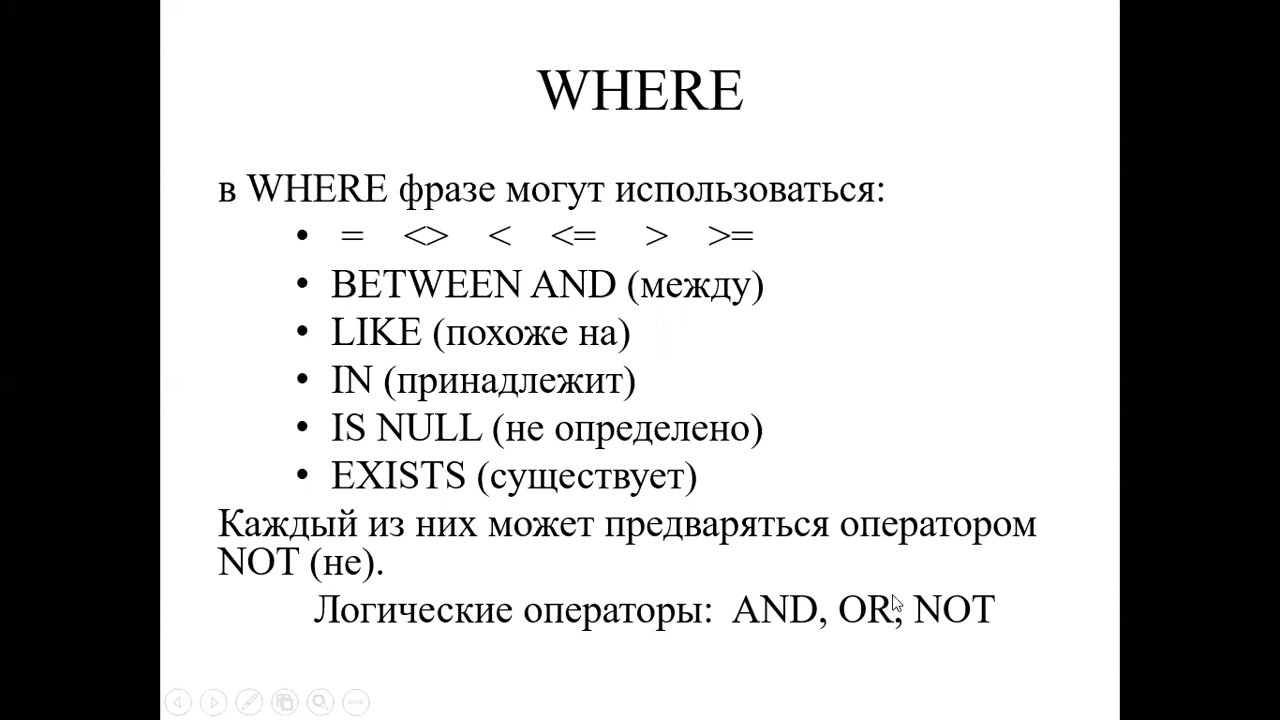 WHERE
в WHERE фразе могут использоваться:
• = <> < <= > >=
• BETWEEN AND (между)
• LIKE (похоже на)
• IN (принадлежит)
• IS NULL (не определено)
• EXISTS (существует)
Каждый из них может предваряться оператором
NOT (не).
Логические операторы: AND, OR, NOT